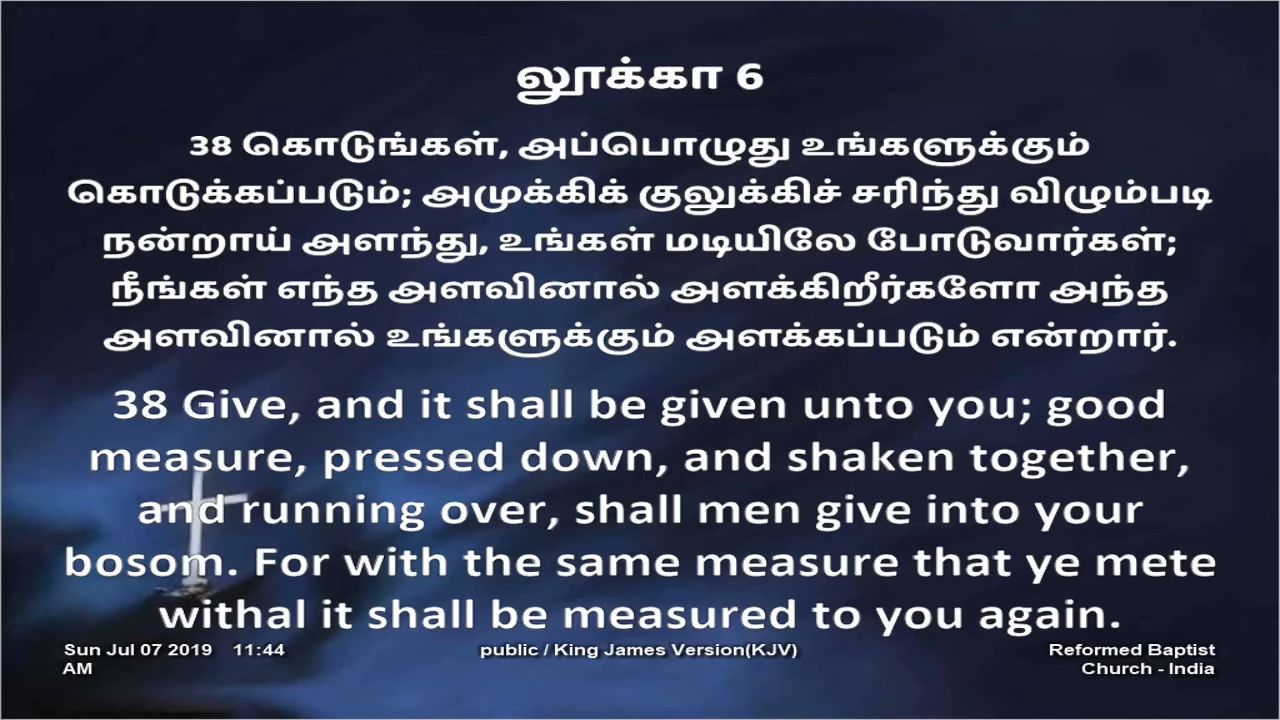 லூக்கா 6
38 கொடுங்கள், அப்பொழுது உங்களுக்கும்
கொடுக்கப்படும்; அமுக்கிக் குலுக்கிச் சரிந்து விழும்படி
நன்றாய் அளந்து, உங்கள் மடியிலே போடுவார்கள்;
நீங்கள் எந்த அளவினால் அளக்கிறீர்களோ அந்த
அளவினால் உங்களுக்கும் அளக்கப்படும் என்றார்.
38 Give, and it shall be given unto you; good
measure, pressed down, and shaken together,
and running over, shall men give into your
bosom. For with the same measure that ye mete
withal it shall be measured to you again.
Sun Jul 07 2019 11:44
AM
public / King James Version(KJV)
Reformed Baptist
Church - India